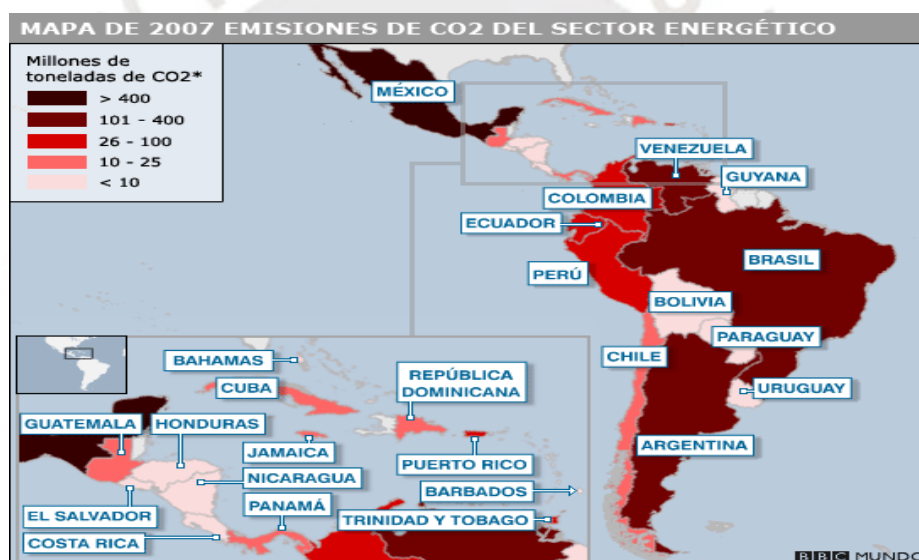 MAPA DE 2007 EMISIONES DE CO2 DEL SECTOR ENERGÉTICO
Millones de
toneladas de CO2*
> 400
101 - 400
26 - 100
10 - 25
< 10
MÉXICO
VENEZUELA
GUYANA
COLOMBIA
ECUADOR
BRASIL
PERÚ
BOLIVIA
PARAGUAY
CHILE
URUGUAY
ARGENTINA
BAHAMAS
CUBA
REPÚBLICA
DOMINICANA
GUATEMALA
HONDURAS
JAMAICA
PUERTO RICO
NICARAGUA
BARBADOS
EL SALVADOR
PANAMÁ
TRINIDAD Y TOBAGO
COSTA RICA
BBC MUNDO